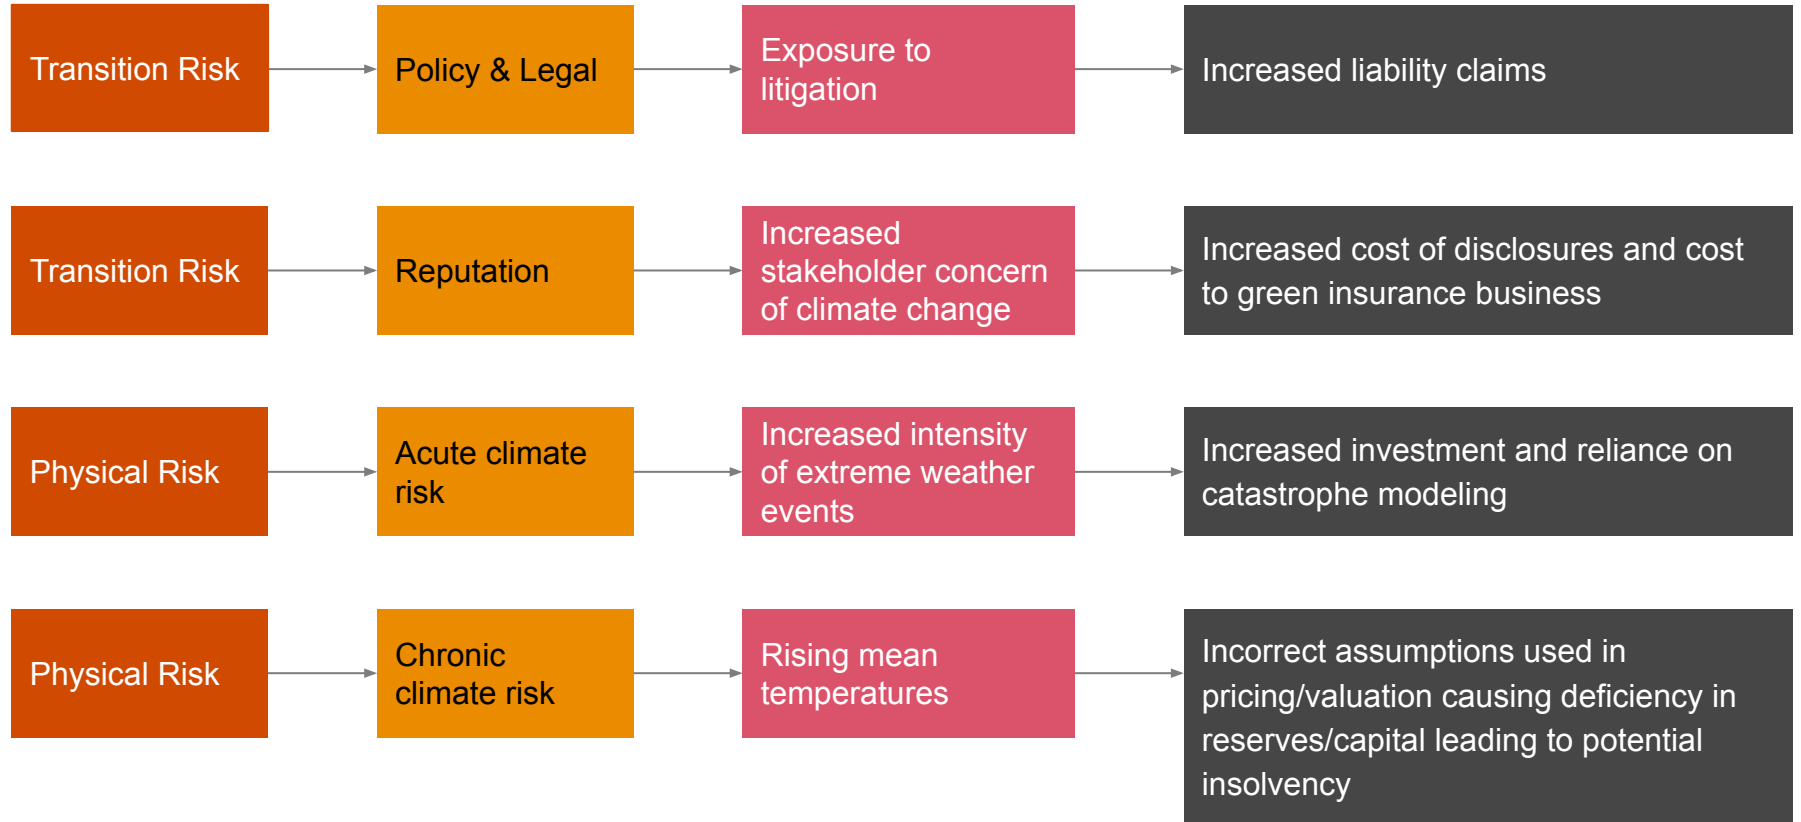 Transition Risk
Policy & Legal
Exposure to
litigation
Increased liability claims
Transition Risk
Reputation
Increased
stakeholder concern
of climate change
Increased cost of disclosures and cost
to green insurance business
Physical Risk
Acute climate
risk
Increased intensity
of extreme weather
events
Increased investment and reliance on
catastrophe modeling
Physical Risk
Chronic
climate risk
Rising mean
temperatures
Incorrect assumptions used in
pricing/valuation causing deficiency in
reserves/capital leading to potential
insolvency